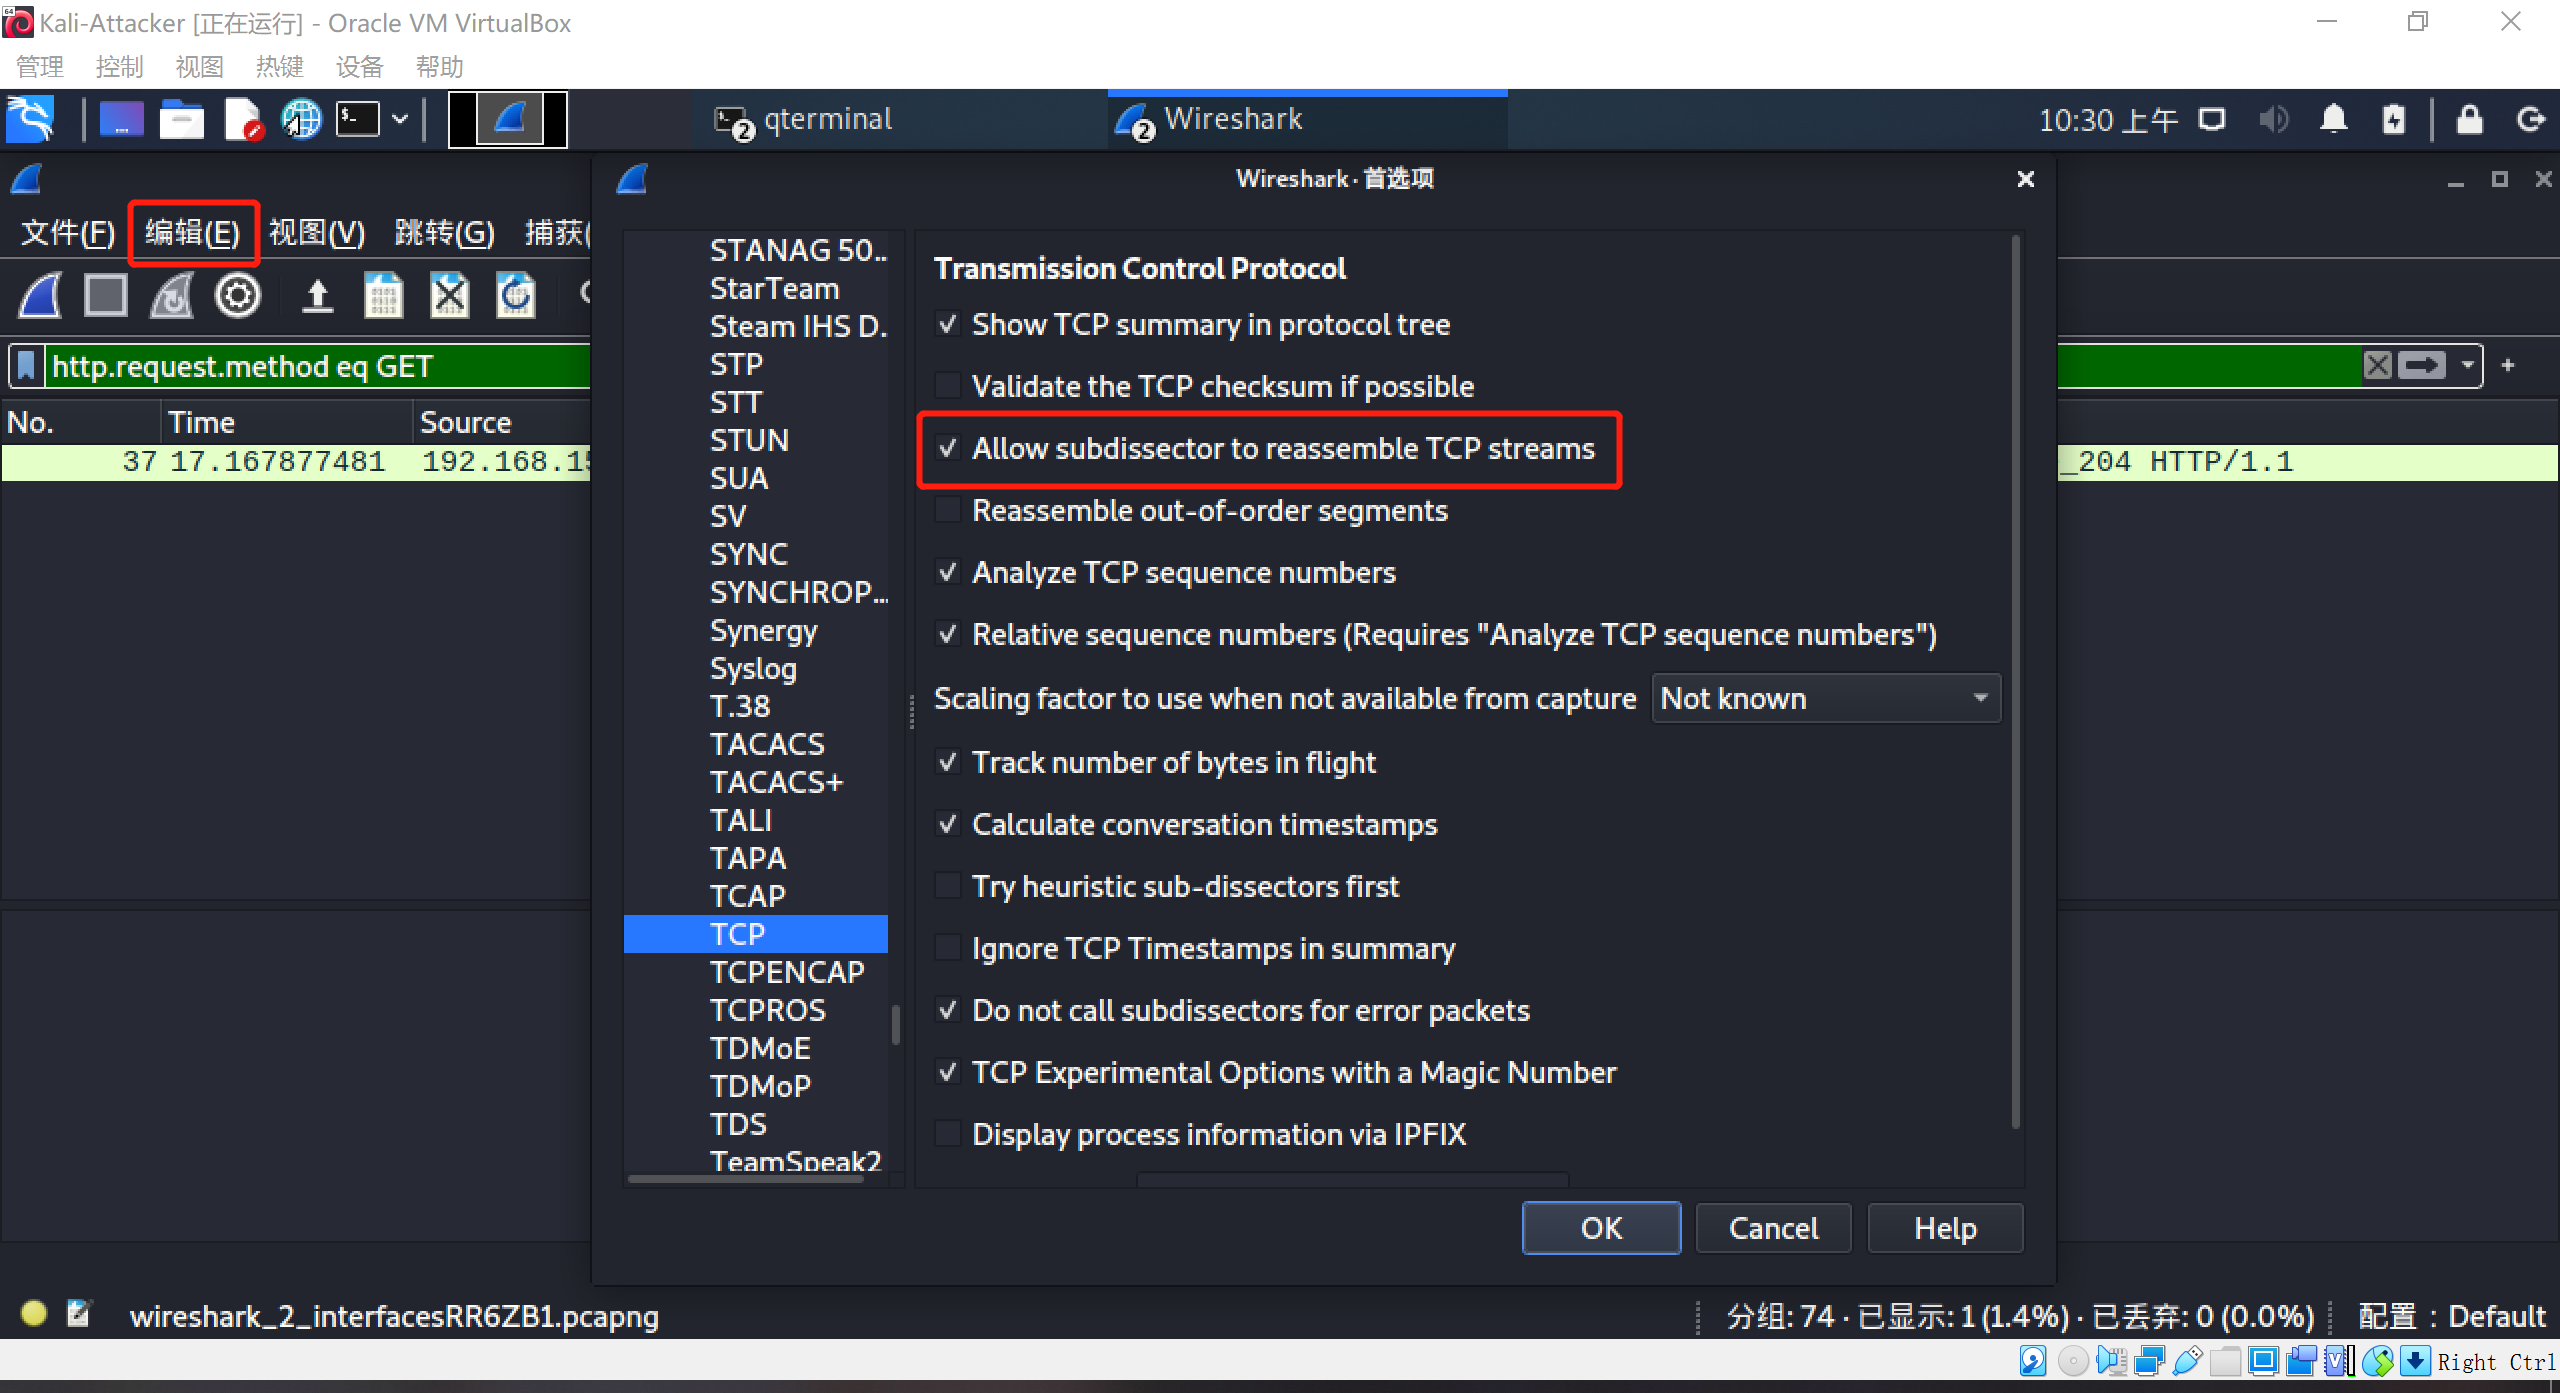 Kali-Attacker [正在运行] - Oracle VM VirtualBox
管理 控制 视图 热键 设备 帮助
qterminal
Wireshark
10:30 上午
Wireshark · 首选项
文件(F) 编辑(E) 视图(V) 跳转(G) 捕获(
http.request.method eq GET
No. Time Source
37 17.167877481 192.168.15
_204 HTTP/1.1
STANAG 50...
StarTeam
Steam IHS D.
STP
STT
STUN
SUA
SV
SYNC
SYNCHROP...
Synergy
Syslog
T.38
TACACS
TACACS+
TALI
TAPA
TCAP
TCP
TCPENCAP
TCPROS
TDMoE
TDMoP
TDS
TeamSpeak2
Transmission Control Protocol
Show TCP summary in protocol tree
Validate the TCP checksum if possible
Allow subdissector to reassemble TCP streams
Reassemble out-of-order segments
Analyze TCP sequence numbers
Relative sequence numbers (Requires "Analyze TCP sequence numbers")
Scaling factor to use when not available from capture Not known
Track number of bytes in flight
Calculate conversation timestamps
Try heuristic sub-dissectors first
Ignore TCP Timestamps in summary
Do not call subdissectors for error packets
TCP Experimental Options with a Magic Number
Display process information via IPFIX
OK Cancel Help
wireshark_2_interfacesRR6ZB1.pcapng
分组: 74 · 已显示: 1 (1.4%) · 已丢弃: 0 (0.0%)
配置：Default
Right Ctrl